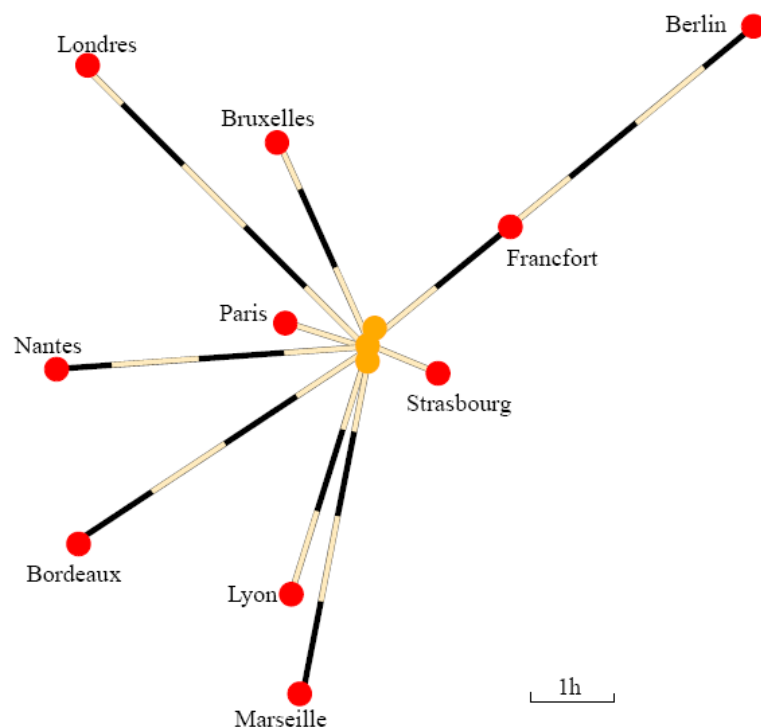 Berlin
Londres
Bruxelles
Francfort
Paris
Nantes
Strasbourg
Bordeaux
Lyon
1h
Marseille